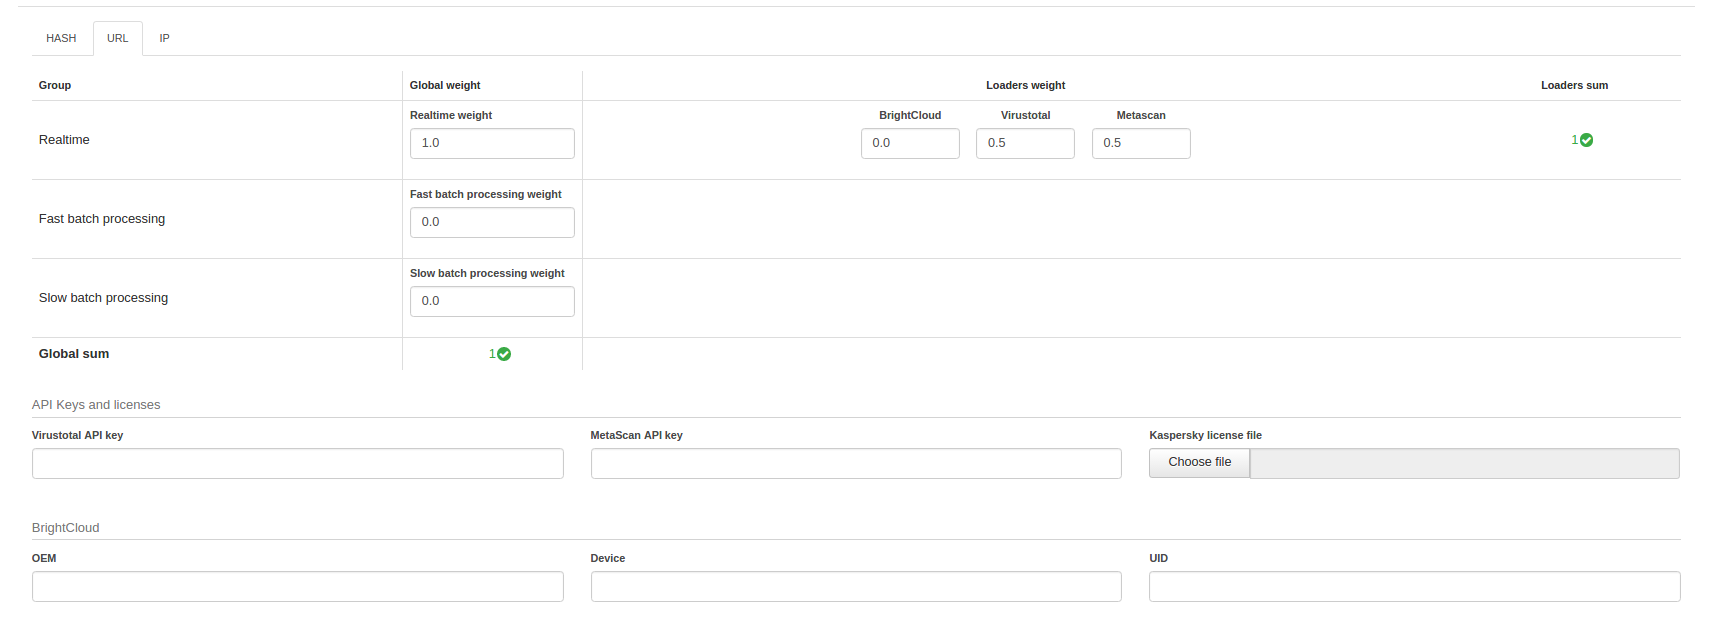 HASH URL IP
Group Global weight Loaders weight Loaders sum
Realtime weight BrightCloud Virustotal Metascan
Realtime 1.0 0.0 0.5 0.5 1
Fast batch processing weight
Fast batch processing 0.0
Slow batch processing weight
Slow batch processing 0.0
Global sum 1
API Keys and licenses
Virustotal API key MetaScan API key Kaspersky license file
Choose file
BrightCloud
OEM Device UID